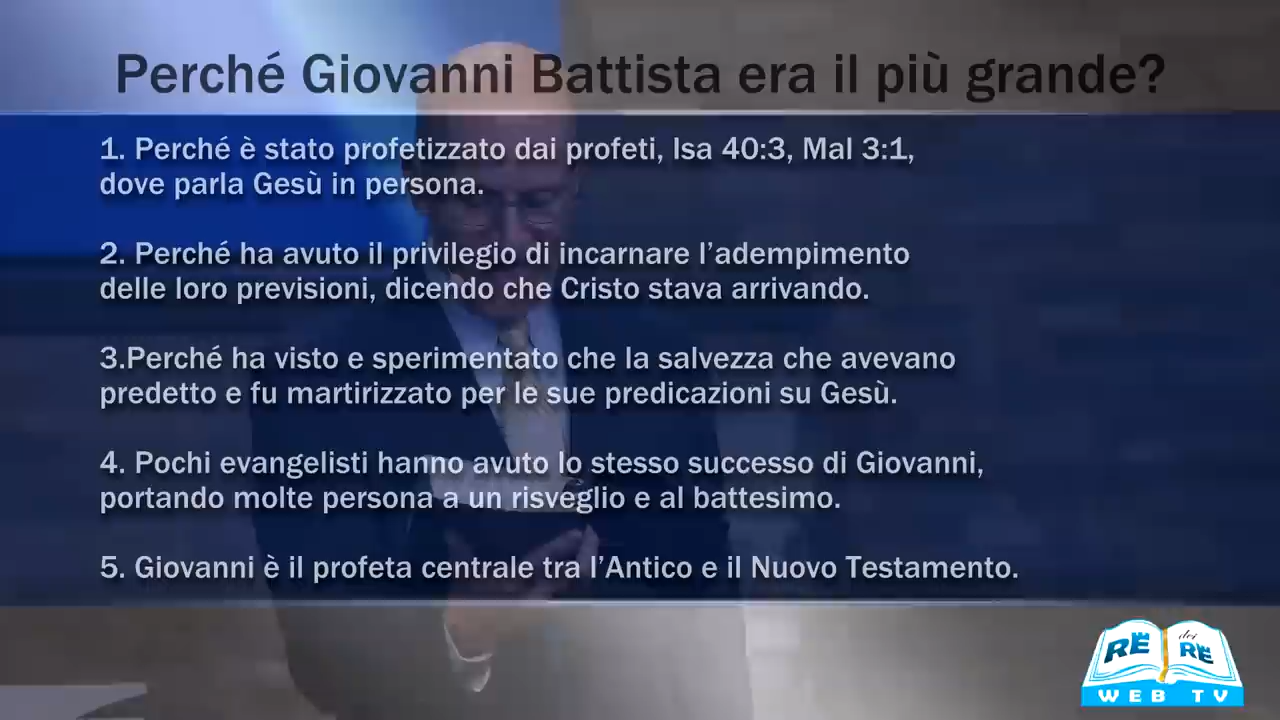 Perché Giovanni Battista era il più grande?
1. Perché è stato profetizzato dai profeti, Isa 40:3, Mal 3:1,
dove parla Gesù in persona.
2. Perché ha avuto il privilegio di incarnare l’adempimento
delle loro previsioni, dicendo che Cristo stava arrivando.
3.Perché ha visto e sperimentato che la salvezza che avevano
predetto e fu martirizzato per le sue predicazioni su Gesù.
4. Pochi evangelisti hanno avuto lo stesso successo di Giovanni,
portando molte persona a un risveglio e al battesimo.
5. Giovanni è il profeta centrale tra l’Antico e il Nuovo Testamento.
RE dei RE
WEB TV